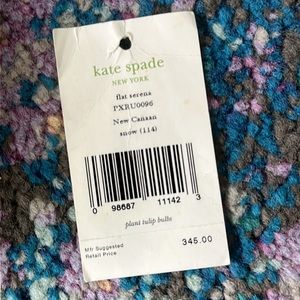 kate spade
NEW YORK
flat serena
PXRU0096
New Canaan
snow (114)
0 98687 11142 3
plant tulip bulbs
Mfr Suggested
Retail Price
345.00